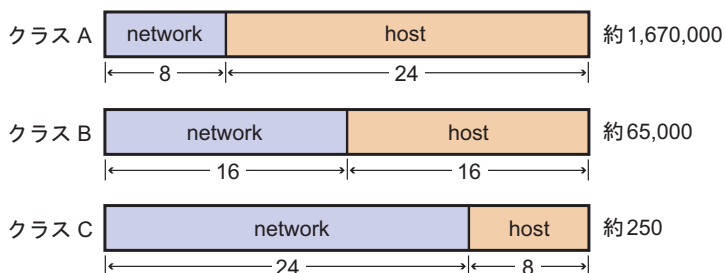 クラス A network host 約1,670,000
8 24
クラス B network host 約65,000
16 16
クラス C network host 約250
24 8